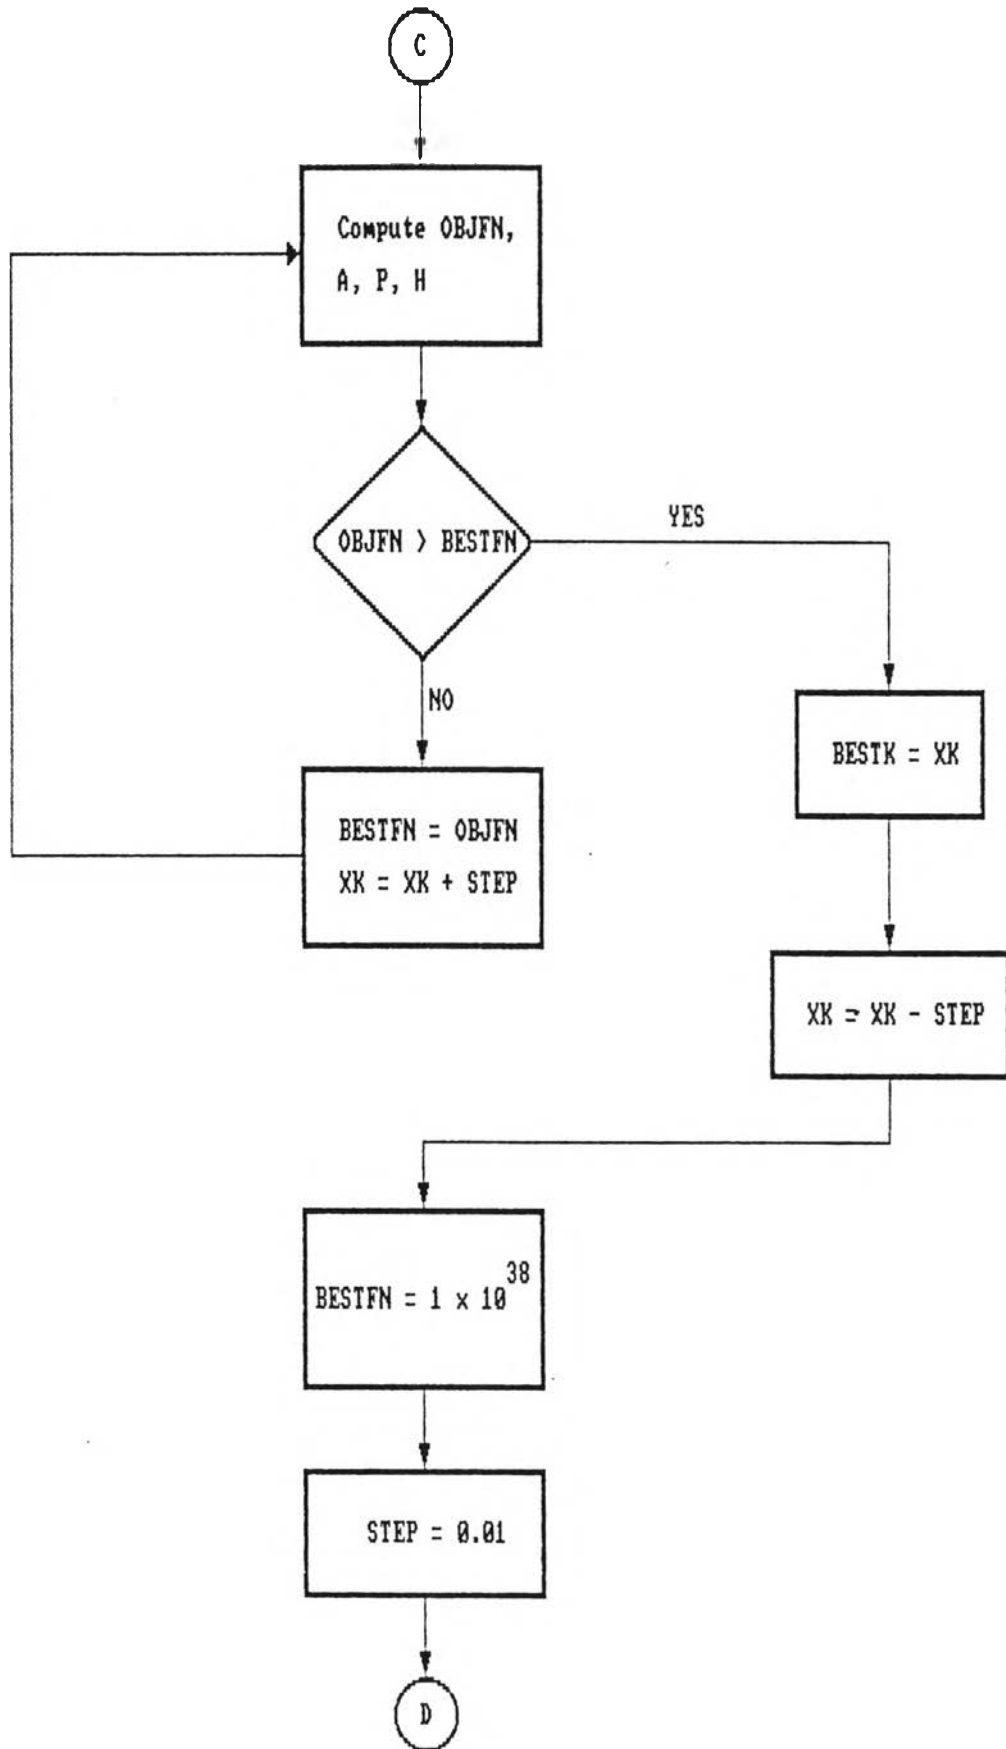 C
Compute OBJFN,
A, P, H
OBJFN > BESTFN
YES
NO
BESTK = XK
BESTFN = OBJFN
XK = XK + STEP
XK = XK - STEP
BESTFN = 1 x 10^38
STEP = 0.01
D